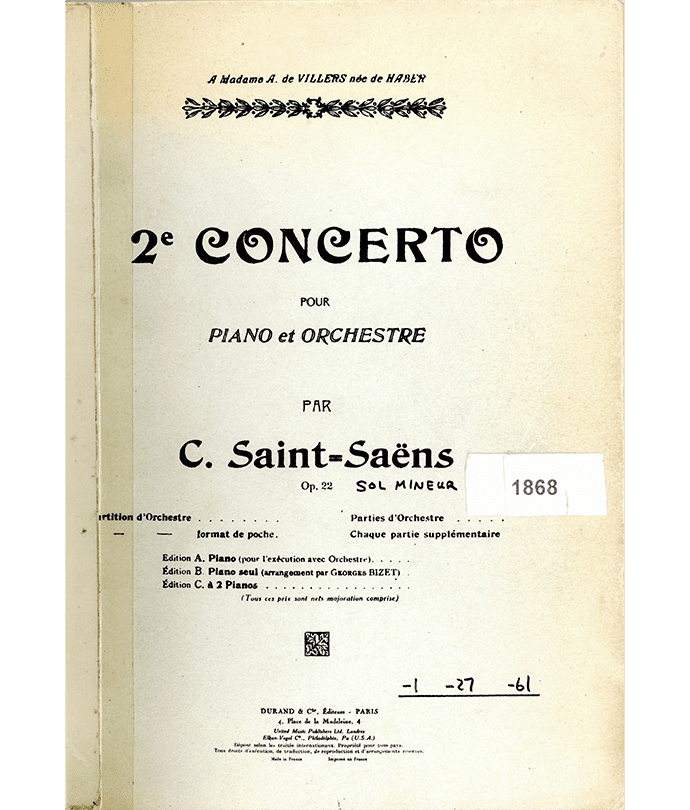 A Madame A. de VILLERS née de HABER
2e CONCERTO
POUR
PIANO et ORCHESTRE
PAR
C. Saint=Saëns
Op. 22 SOL MINEUR
1868
rtition d'Orchestre . . . . . . . . Parties d'Orchestre . . . . .
— — format de poche. Chaque partie supplémentaire
Edition A. Piano (pour l'exécution avec Orchestre). . . . .
Édition B. Piano seul (arrangement par GEORGES BIZET) .
Édition C. à 2 Pianos . . . . . . . . . . . . . . . . .
(Tous ces prix sont nets majoration comprise)
-1 -27 -61
DURAND & Cie, Éditeurs - PARIS
4, Place de la Madeleine, 4
United Music Publishers Ltd. Londres
Elkan-Vogel Co, Philadelphia, Pa (U.S.A.)
Déposé selon les traités internationaux. Propriété pour tous pays.
Tous droits d'exécution, de traduction, de reproduction et d'arrangements réservés.
Made in France Imprimé en France